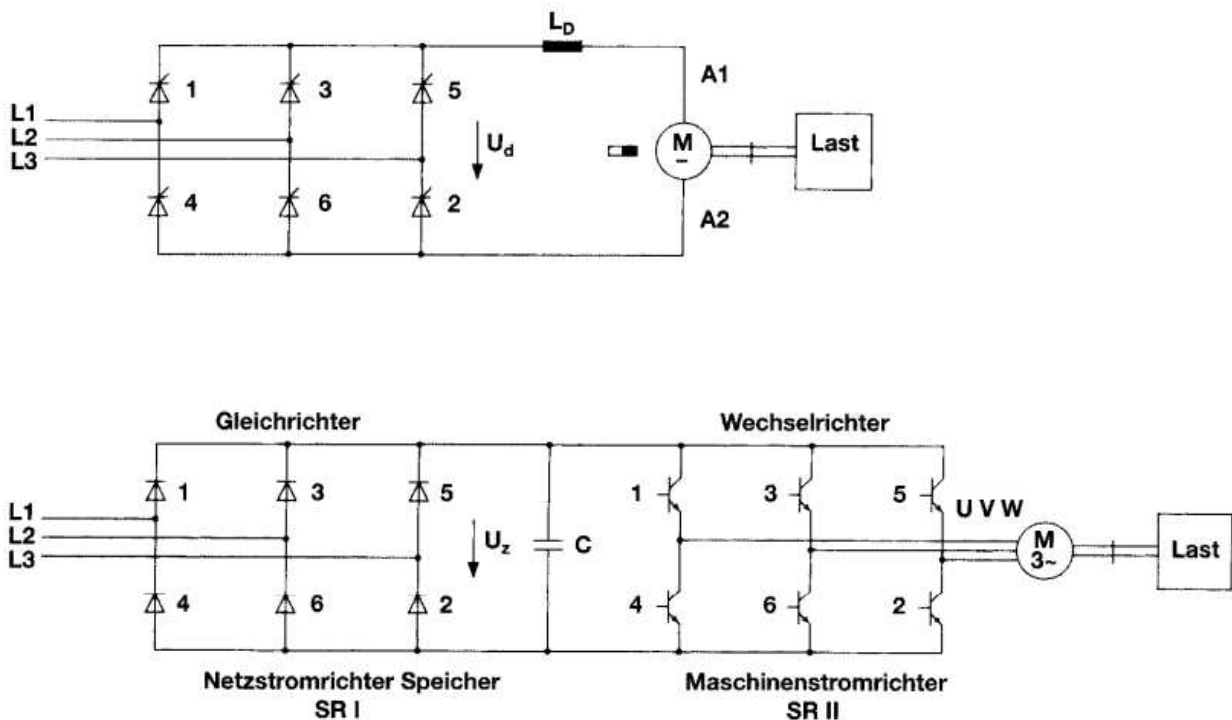 L_D
A1
1 3 5
L1
L2
L3
U_d
M
–
Last
4 6 2
A2
Gleichrichter
Wechselrichter
1 3 5
1 3 5
U V W
L1
L2
L3
U_z
C
M
3~
Last
4 6 2
4 6 2
Netzstromrichter Speicher
SR I
Maschinenstromrichter
SR II